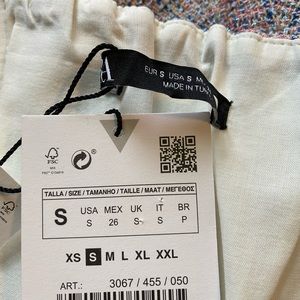 EUR S USA S M
MADE IN
FSC
TALLA / SIZE / TAMANHO / TAILLE / MAAT / ΜΕΓΕΘΟΣ
S
USA MEX UK IT BR
S 26 S S P
XS S M L XL XXL
ART.: 3067 / 455 / 050